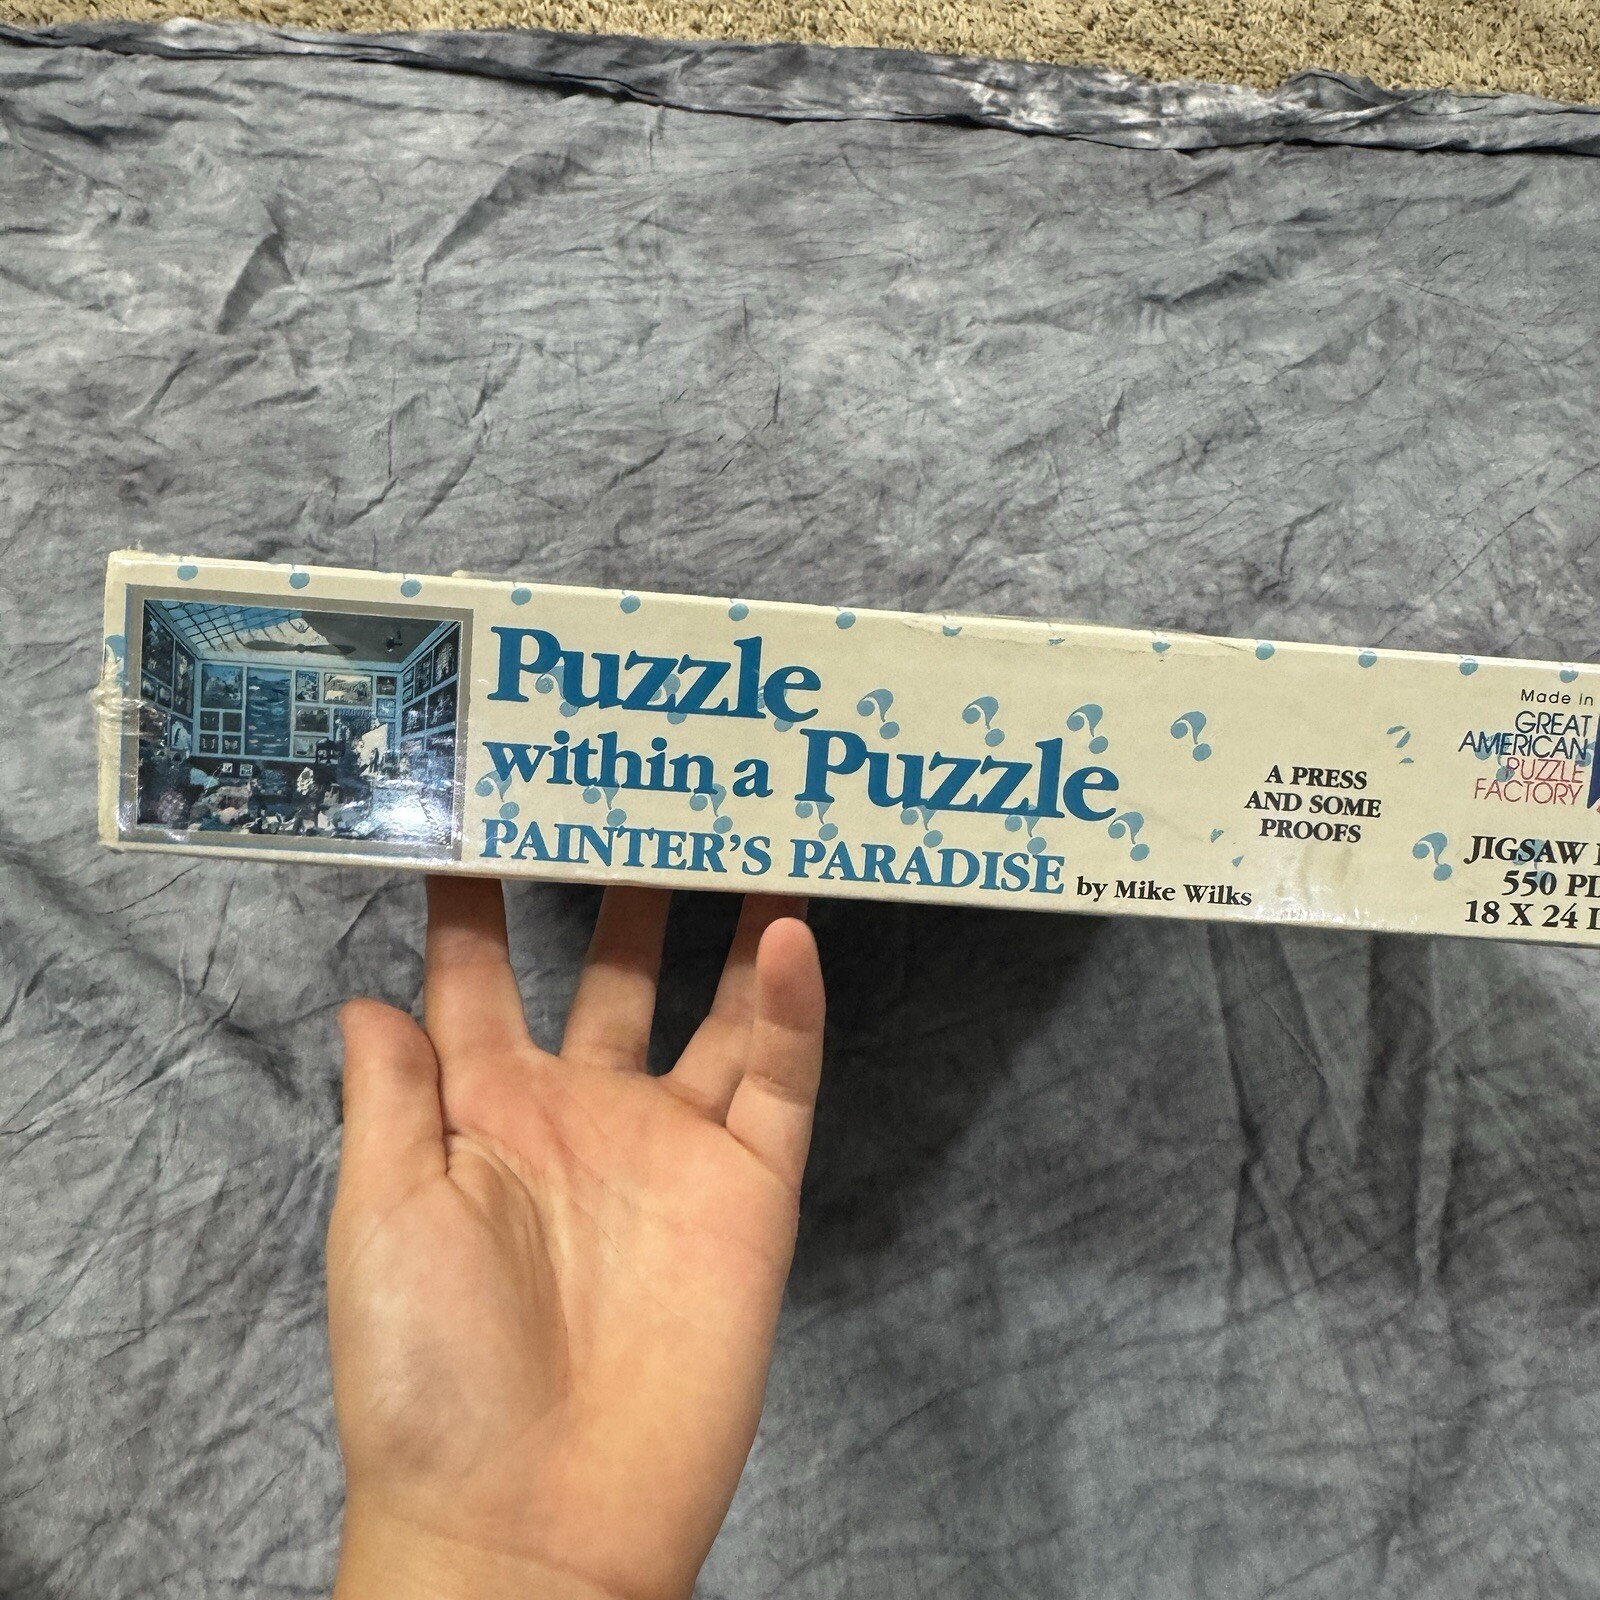 Puzzle
within a Puzzle
PAINTER'S PARADISE by Mike Wilks
A PRESS
AND SOME
PROOFS
Made in
GREAT
AMERICAN
PUZZLE
FACTORY
JIGSAW
550
18 X 24